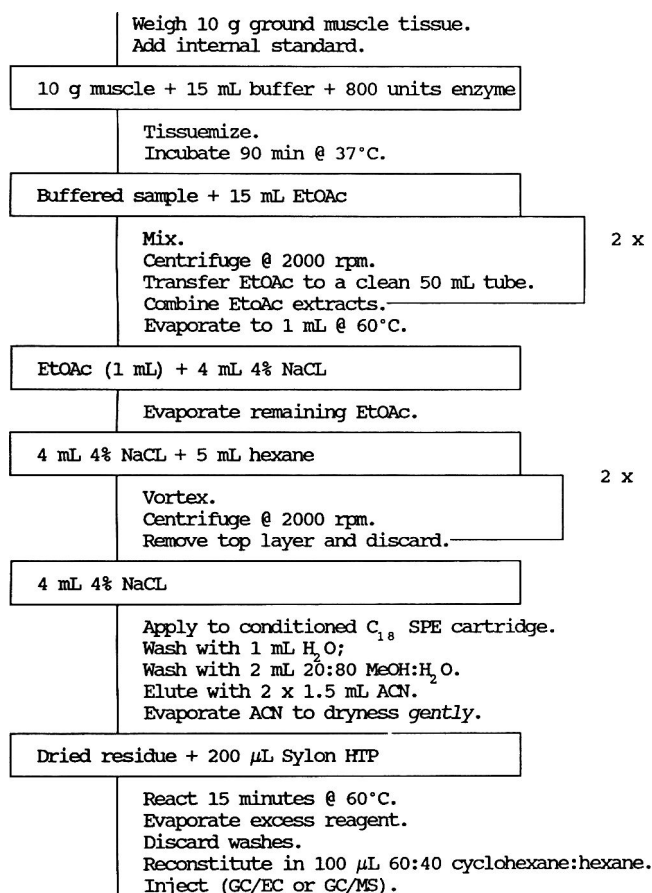 Weigh 10 g ground muscle tissue.
Add internal standard.
10 g muscle + 15 mL buffer + 800 units enzyme
Tissuemize.
Incubate 90 min @ 37°C.
Buffered sample + 15 mL EtOAc
Mix.
2 x
Centrifuge @ 2000 rpm.
Transfer EtOAc to a clean 50 mL tube.
Combine EtoAc extracts.
Evaporate to 1 mL @ 60°C.
EtOAc (1 mL) + 4 mL 4% NaCL
Evaporate remaining EtOAc.
4 mL 4% NaCL + 5 mL hexane
2 x
Vortex.
Centrifuge @ 2000 rpm.
Remove top layer and discard.
4 mL 4% NaCL
Apply to conditioned C₁₈ SPE cartridge.
Wash with 1 mL H₂O;
Wash with 2 mL 20:80 MeOH:H₂O.
Elute with 2 x 1.5 mL ACN.
Evaporate ACN to dryness gently.
Dried residue + 200 μL Sylon HTP
React 15 minutes @ 60°C.
Evaporate excess reagent.
Discard washes.
Reconstitute in 100 μL 60:40 cyclohexane:hexane.
Inject (GC/EC or GC/MS).